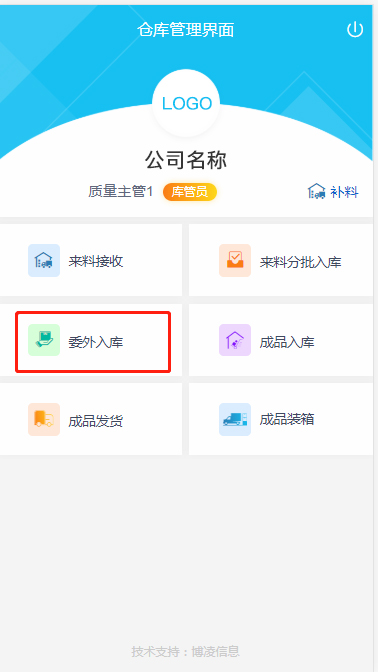 仓库管理界面
LOGO
公司名称
质量主管1 库管员 补料
来料接收 来料分批入库
委外入库 成品入库
成品发货 成品装箱
技术支持：博凌信息